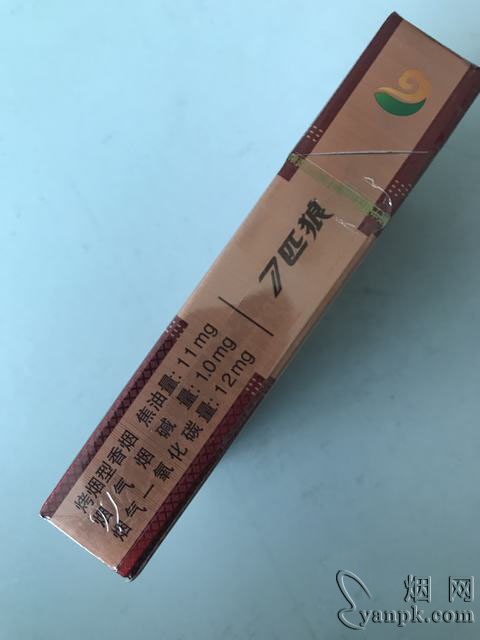 7匹狼
烤烟型香烟 焦油量: 11mg
烟气烟碱量: 1.0mg
烟气一氧化碳量: 12mg
烟网
yanpk.com